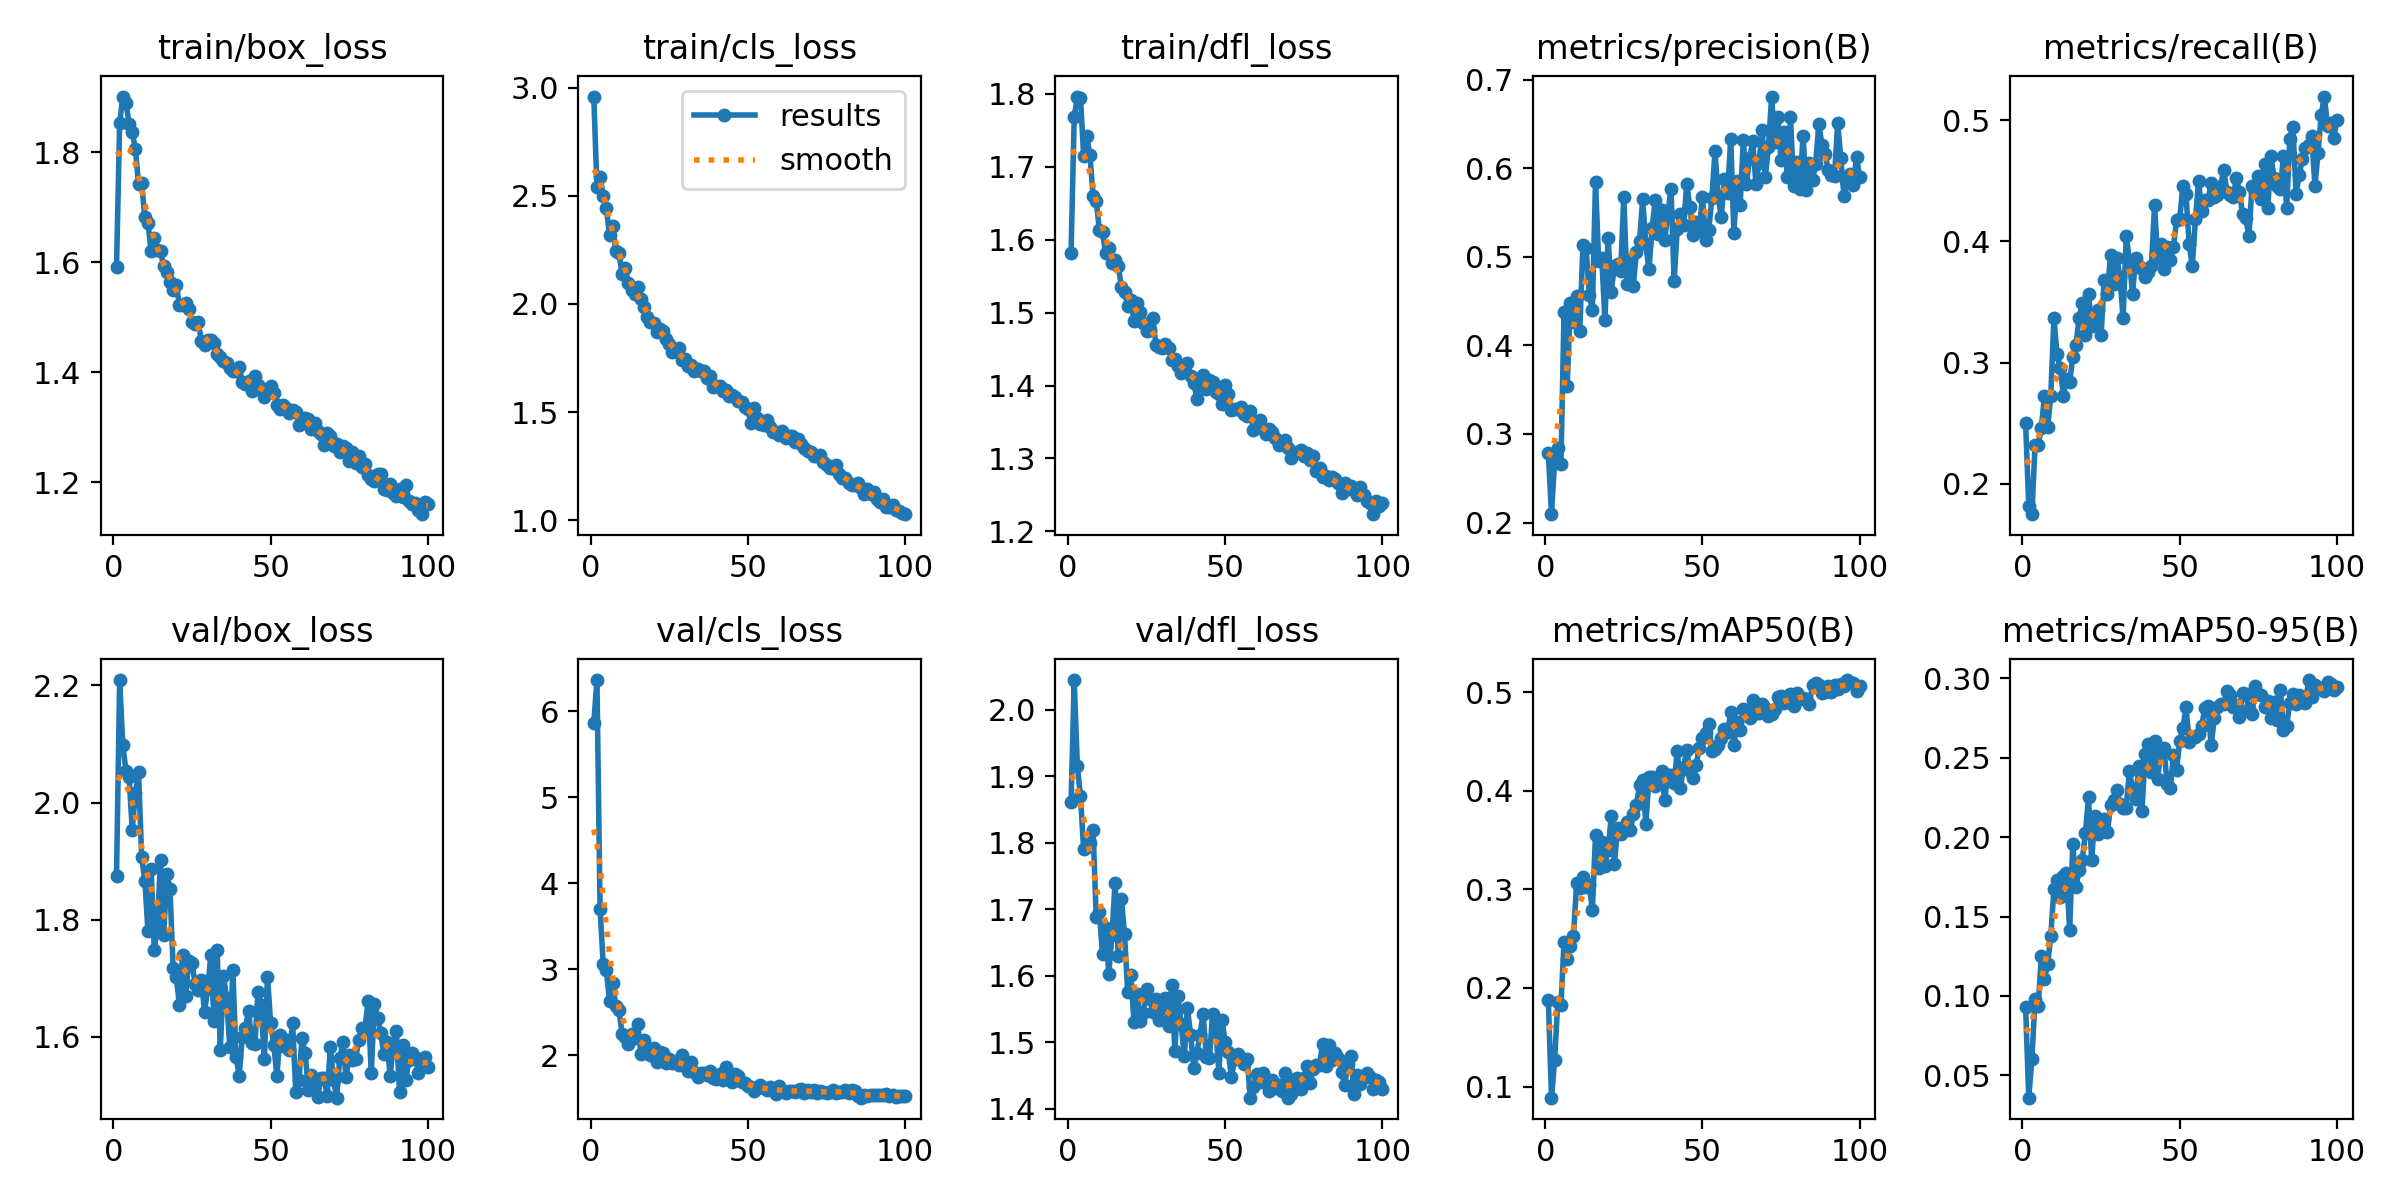 train/box_loss
1.8
1.6
1.4
1.2
0 50 100
train/cls_loss
3.0
2.5
2.0
1.5
1.0
results
smooth
0 50 100
train/dfl_loss
1.8
1.7
1.6
1.5
1.4
1.3
1.2
0 50 100
metrics/precision(B)
0.7
0.6
0.5
0.4
0.3
0.2
0 50 100
metrics/recall(B)
0.5
0.4
0.3
0.2
0 50 100
val/box_loss
2.2
2.0
1.8
1.6
0 50 100
val/cls_loss
6
5
4
3
2
0 50 100
val/dfl_loss
2.0
1.9
1.8
1.7
1.6
1.5
1.4
0 50 100
metrics/mAP50(B)
0.5
0.4
0.3
0.2
0.1
0 50 100
metrics/mAP50-95(B)
0.30
0.25
0.20
0.15
0.10
0.05
0 50 100